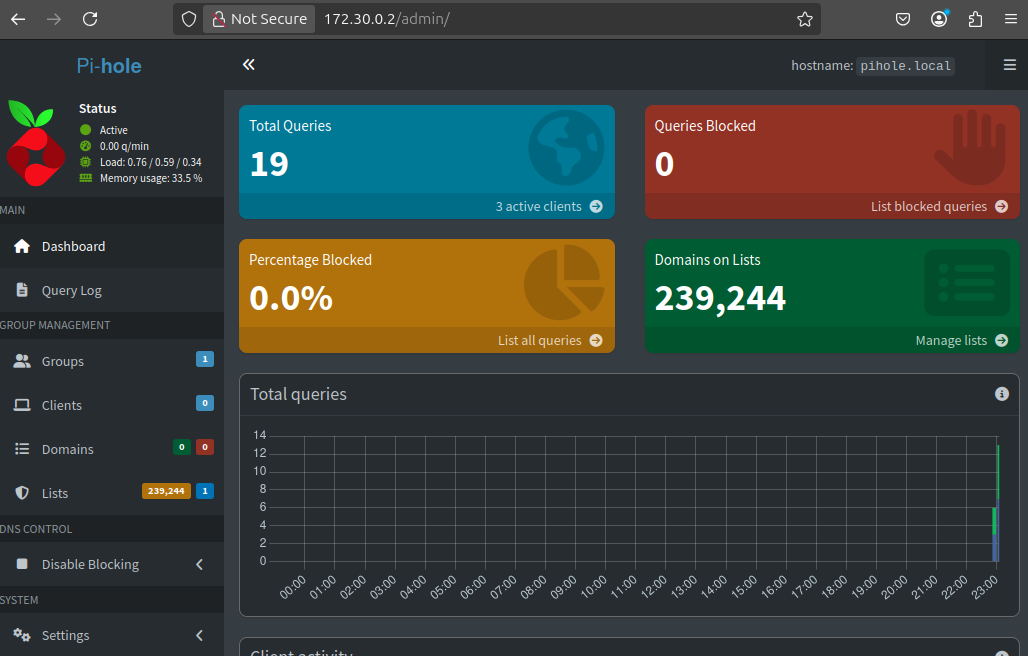 Not Secure 172.30.0.2/admin/
Pi-hole
hostname: pihole.local
Status
Active
0.00 q/min
Load: 0.76 / 0.59 / 0.34
Memory usage: 33.5 %
MAIN
Dashboard
Query Log
GROUP MANAGEMENT
Groups 1
Clients 0
Domains 0 0
Lists 239,244 1
DNS CONTROL
Disable Blocking
SYSTEM
Settings
Total Queries
19
3 active clients
Queries Blocked
0
List blocked queries
Percentage Blocked
0.0%
List all queries
Domains on Lists
239,244
Manage lists
Total queries
14
12
10
8
6
4
2
0
00:00 01:00 02:00 03:00 04:00 05:00 06:00 07:00 08:00 09:00 10:00 11:00 12:00 13:00 14:00 15:00 16:00 17:00 18:00 19:00 20:00 21:00 22:00 23:00
Client activity